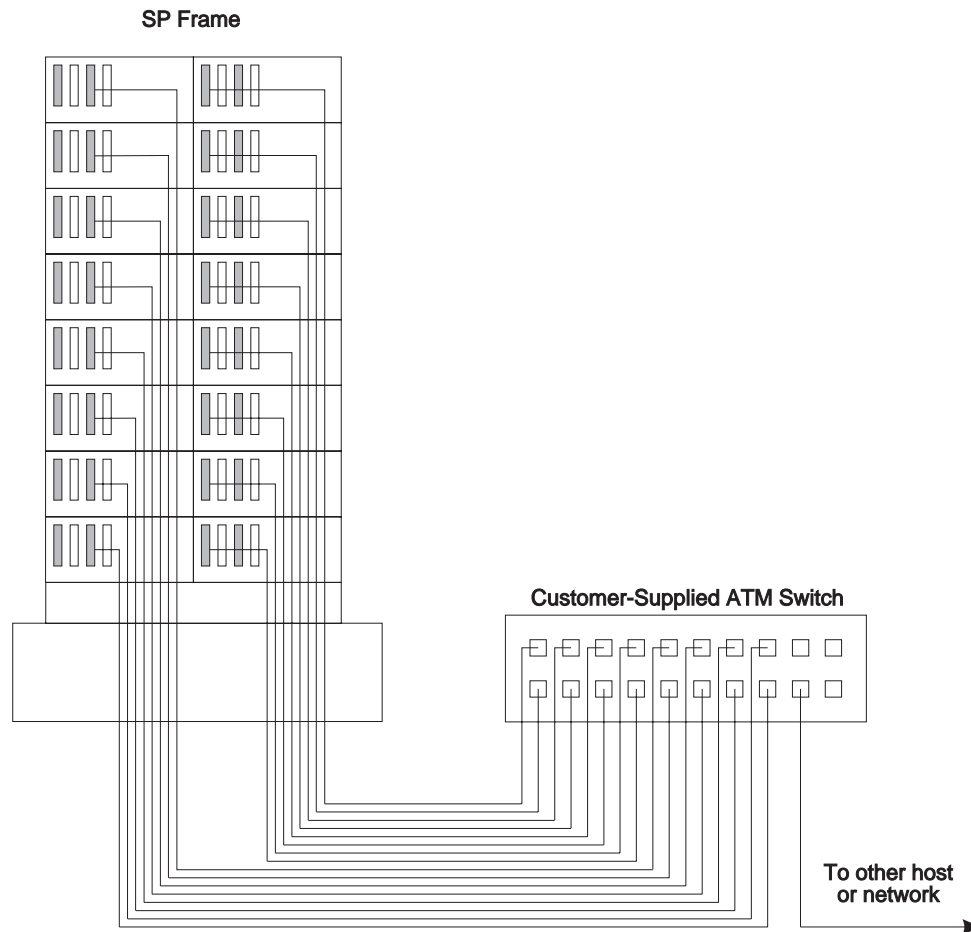 SP Frame
Customer-Supplied ATM Switch
To other host
or network